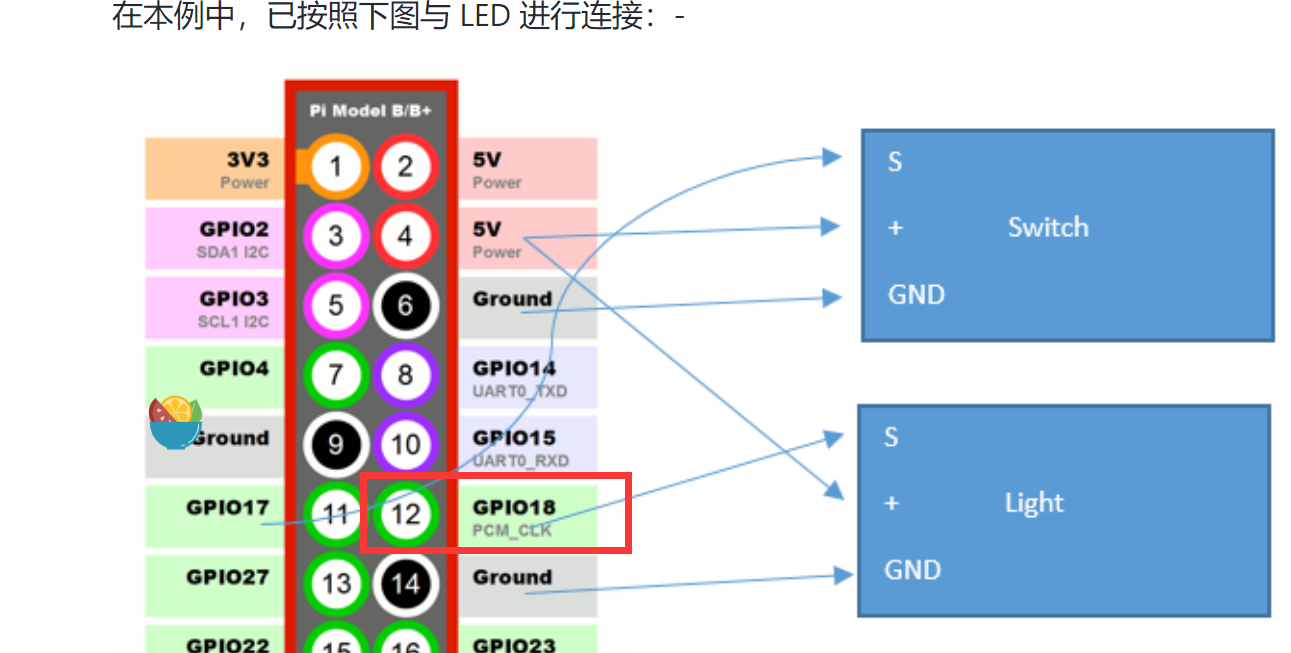 在本例中，已按照下图与 LED 进行连接：-
Pi Model B/B+
3V3
Power
1
2
5V
Power
GPIO2
SDA1 I2C
3
4
5V
Power
GPIO3
SCL1 I2C
5
6
Ground
GPIO4
7
8
GPIO14
UART0_TXD
Ground
9
10
GPIO15
UART0_RXD
GPIO17
11
12
GPIO18
PCM_CLK
GPIO27
13
14
Ground
GPIO22
15
16
GPIO23
S
+ Switch
GND
S
+ Light
GND